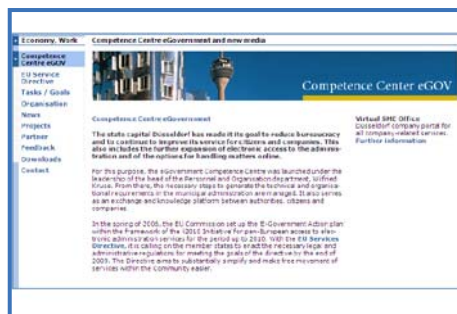 Economy, Work
Competence Centre eGovernment and new media
Competence
Centre eGOV
EU Service
Directive
Tasks / Goals
Organisation
News
Projects
Partner
Feedback
Downloads
Contact
Competence Center eGOV
Competence Centre eGovernment
The state capital Düsseldorf has made it its goal to reduce bureaucracy
and to continue to improve its service for citizens and companies. This
also includes the further expansion of electronic access to the adminis-
tration and of the options for handling matters online.
For this purpose, the eGovernment Competence Centre was launched under the
leadership of the head of the Personnel and Organisation department, Wilfried
Kruse. From there, the necessary steps to generate the technical and organisa-
tional requirements in the municipal administration are managed. It also serves
as an exchange and knowledge platform between authorities, citizens and
companies.
In the spring of 2006, the EU Commission set up the E-Government Action plan
within the framework of the i2010 Initiative for pan-European access to elec-
tronic administration services for the period up to 2010. With the EU Services
Directive, it is calling on the member states to enact the necessary legal and
administrative regulations for meeting the goals of the directive by the end of
2009. The Directive aims to substantially simplify and make free movement of
services within the Community easier.
Virtual SME Office
Düsseldorf company portal for
all company-related services.
Further information